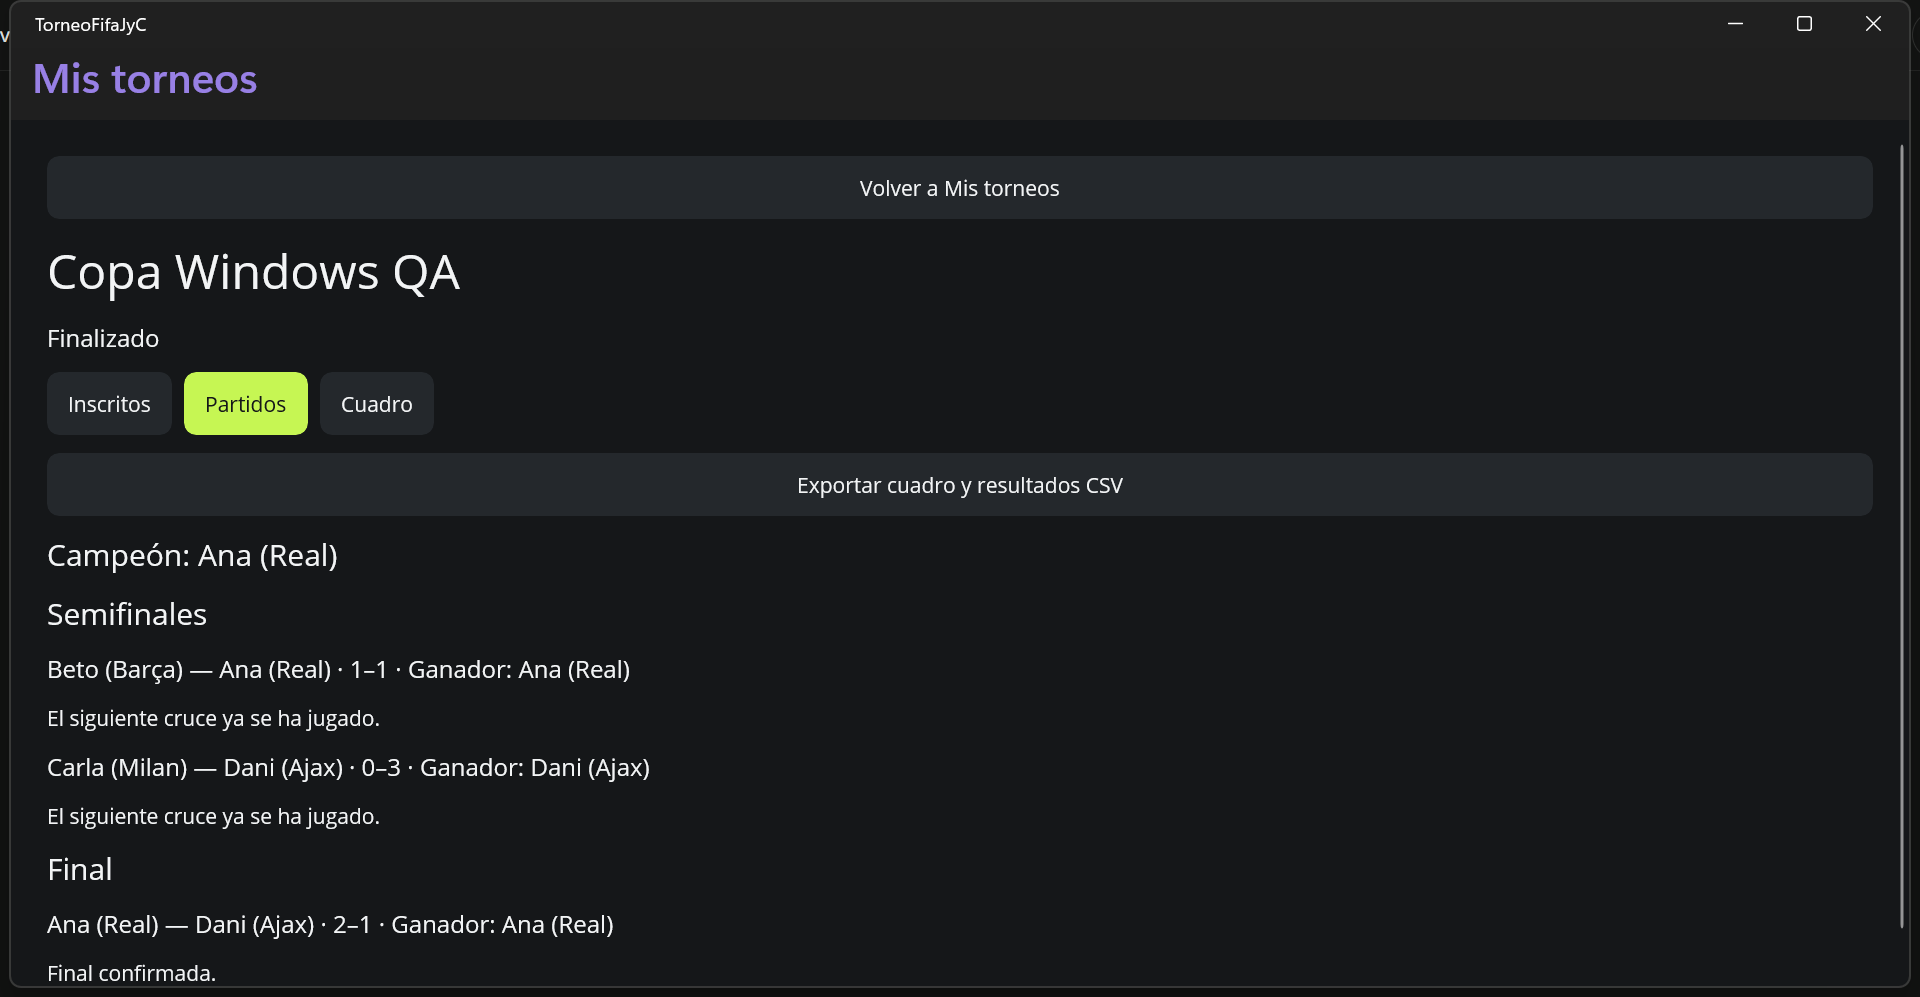 TorneoFifaJyC
Mis torneos
Volver a Mis torneos
Copa Windows QA
Finalizado
Inscritos
Partidos
Cuadro
Exportar cuadro y resultados CSV
Campeón: Ana (Real)
Semifinales
Beto (Barça) — Ana (Real) · 1–1 · Ganador: Ana (Real)
El siguiente cruce ya se ha jugado.
Carla (Milan) — Dani (Ajax) · 0–3 · Ganador: Dani (Ajax)
El siguiente cruce ya se ha jugado.
Final
Ana (Real) — Dani (Ajax) · 2–1 · Ganador: Ana (Real)
Final confirmada.